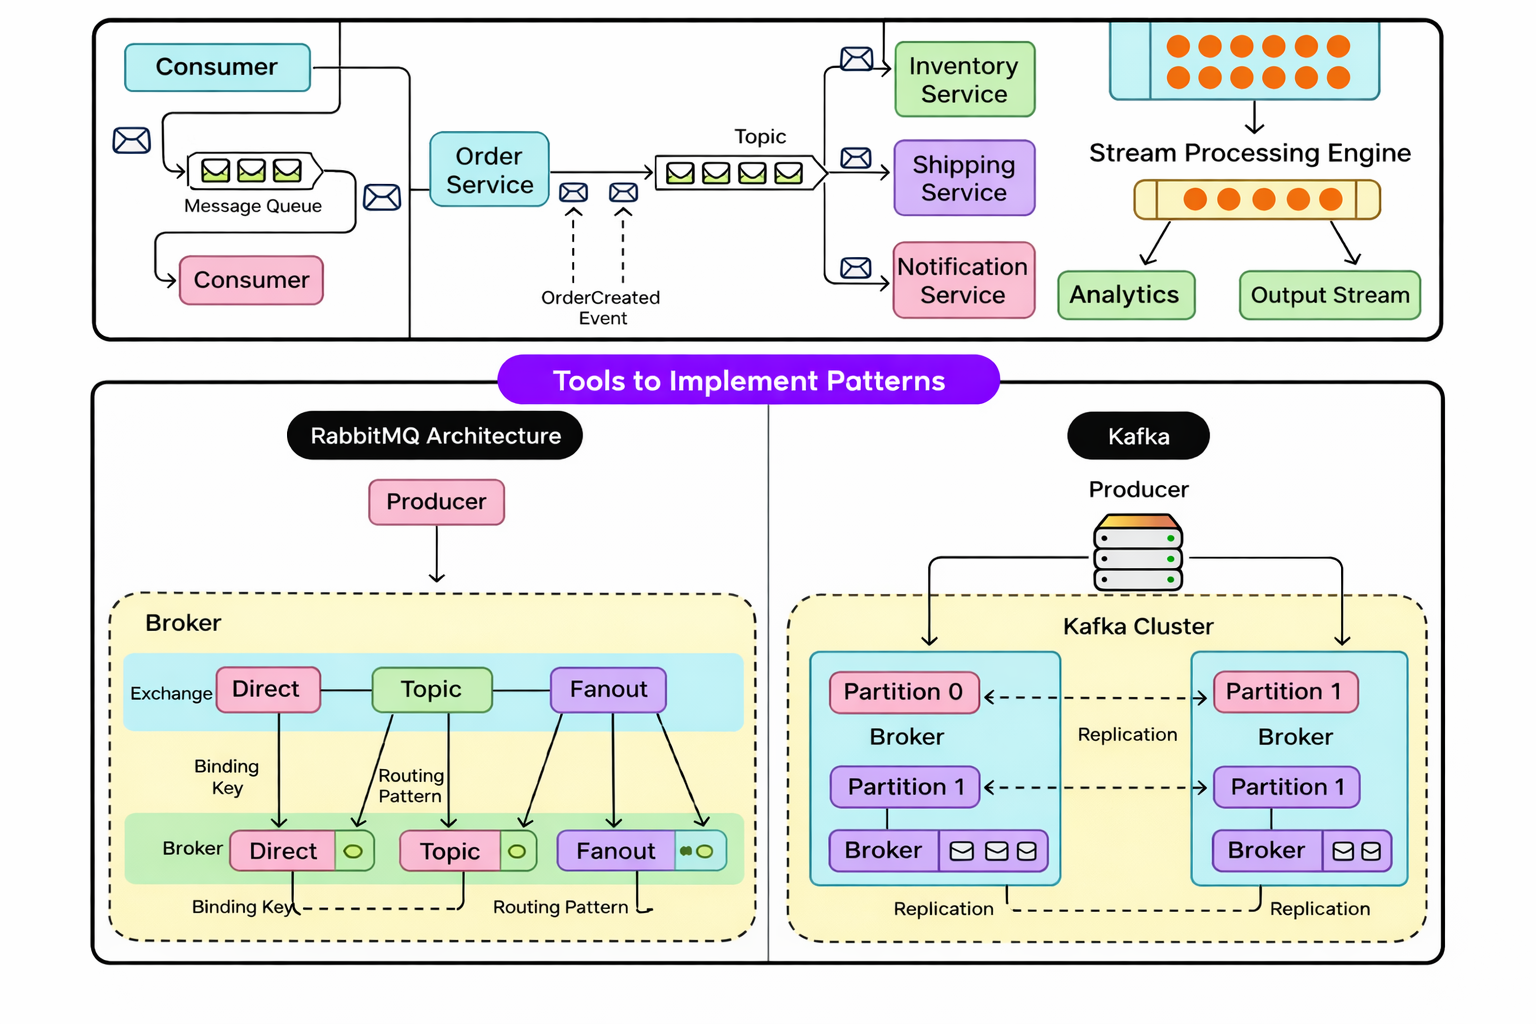 Consumer
Message Queue
Consumer
Order
Service
OrderCreated
Event
Topic
Inventory
Service
Shipping
Service
Notification
Service
Stream Processing Engine
Analytics
Output Stream
Tools to Implement Patterns
RabbitMQ Architecture
Producer
Broker
Exchange
Direct
Topic
Fanout
Binding
Key
Routing
Pattern
Broker
Direct
Topic
Fanout
Binding Key
Routing Pattern
Kafka
Producer
Kafka Cluster
Partition 0
Broker
Partition 1
Broker
Replication
Partition 1
Broker
Partition 1
Broker
Replication
Replication